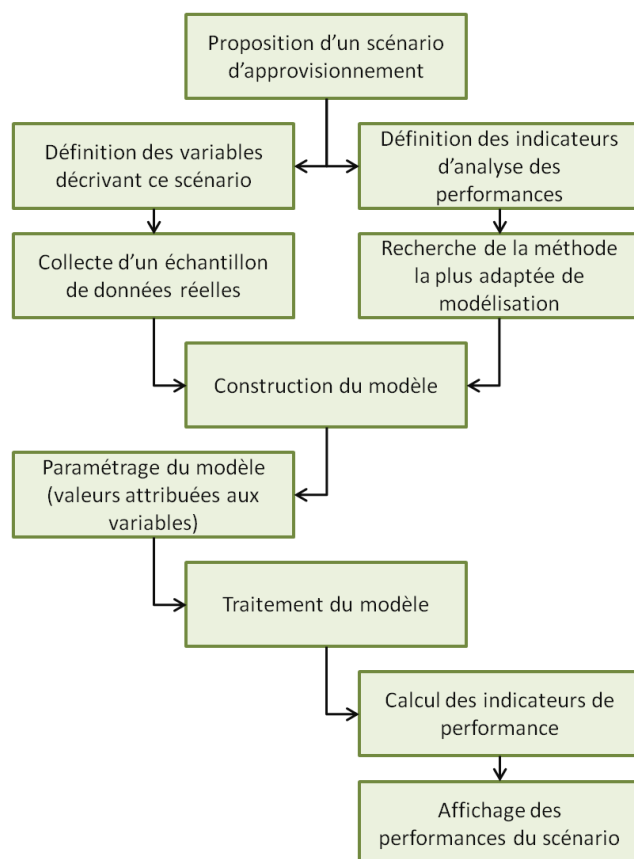 Proposition d’un scénario
d’approvisionnement
Définition des variables
décrivant ce scénario
Définition des indicateurs
d’analyse des
performances
Collecte d’un échantillon
de données réelles
Recherche de la méthode
la plus adaptée de
modélisation
Construction du modèle
Paramétrage du modèle
(valeurs attribuées aux
variables)
Traitement du modèle
Calcul des indicateurs de
performance
Affichage des
performances du scénario